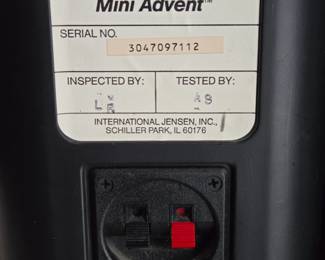 Mini Advent™
SERIAL NO.
3047097112
INSPECTED BY: TESTED BY:
INTERNATIONAL JENSEN, INC.,
SCHILLER PARK, IL 60176